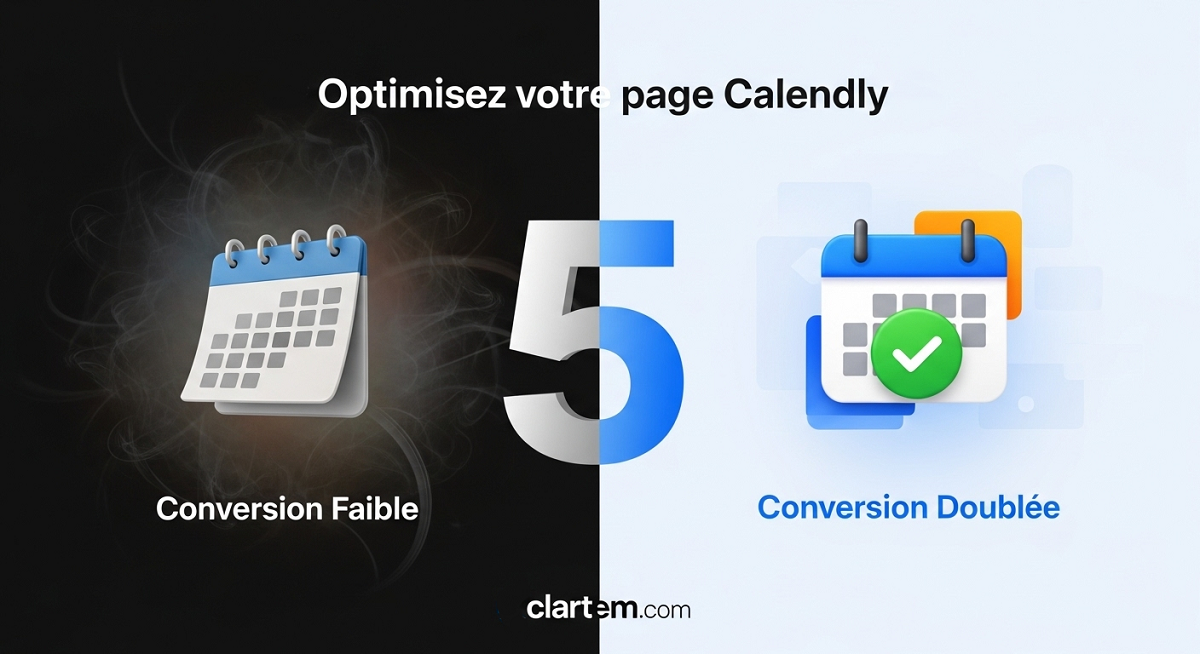 Optimisez votre page Calendly
5
Conversion Faible
Conversion Doublée
clartem.com